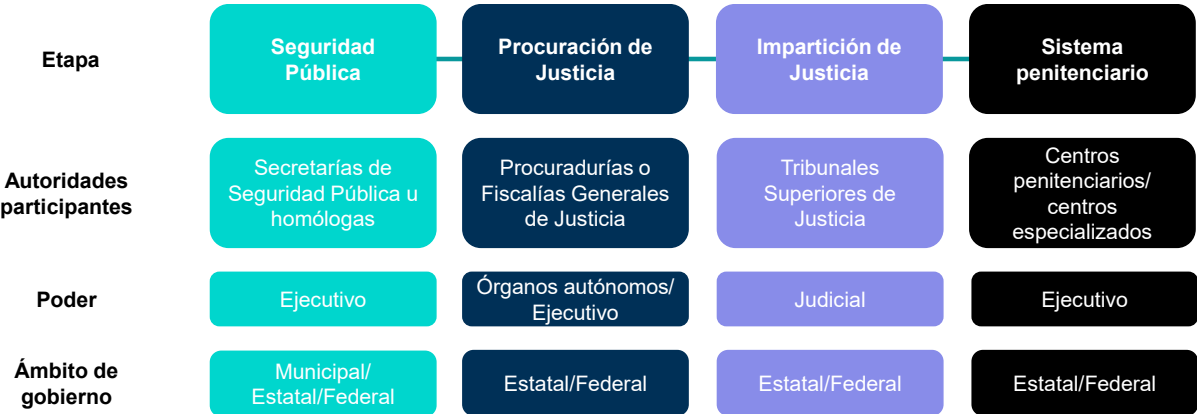 Etapa
Seguridad
Pública
Procuración de
Justicia
Impartición de
Justicia
Sistema
penitenciario
Autoridades
participantes
Secretarías de
Seguridad Pública u
homólogas
Procuradurías o
Fiscalías Generales
de Justicia
Tribunales
Superiores de
Justicia
Centros
penitenciarios/
centros
especializados
Poder
Ejecutivo
Órganos autónomos/
Ejecutivo
Judicial
Ejecutivo
Ámbito de
gobierno
Municipal/
Estatal/Federal
Estatal/Federal
Estatal/Federal
Estatal/Federal